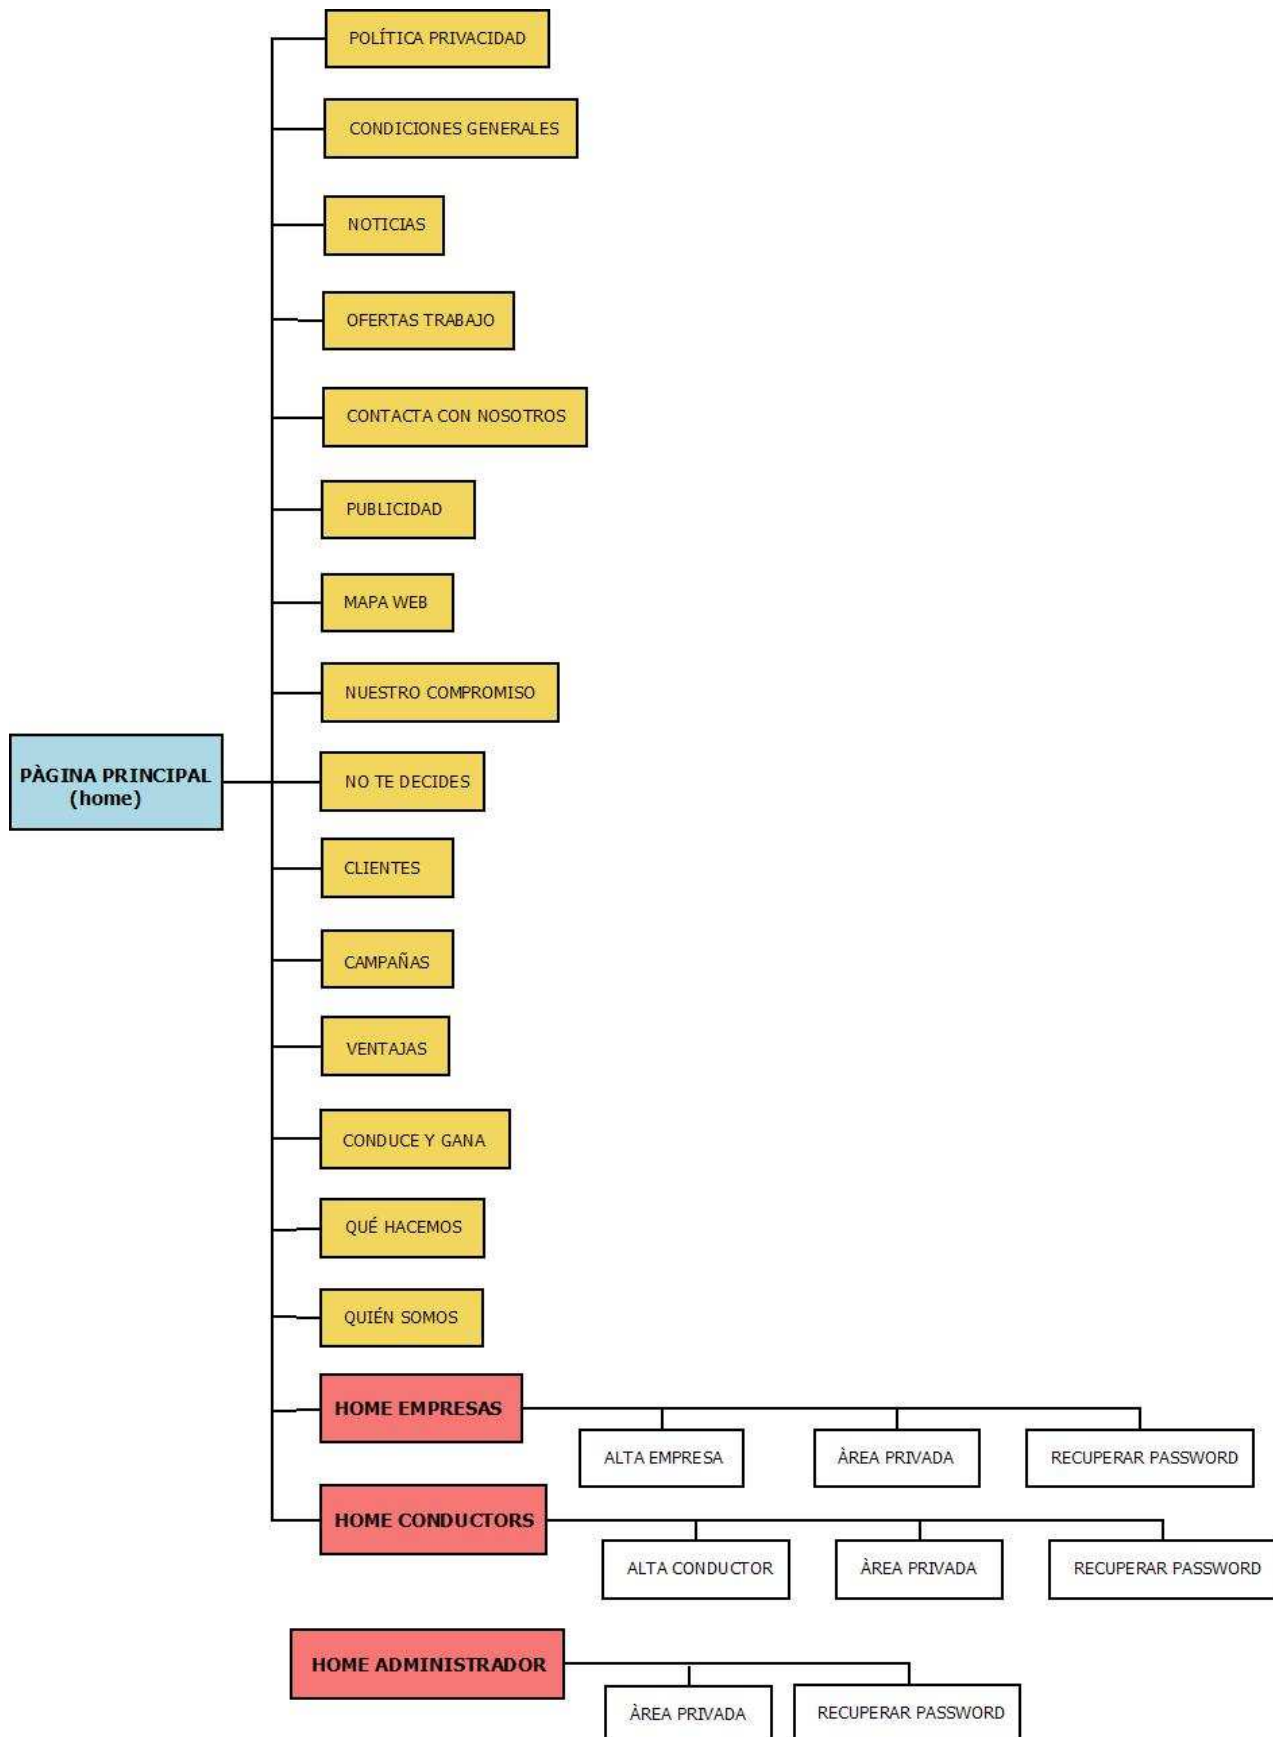 POLÍTICA PRIVACIDAD
CONDICIONES GENERALES
NOTICIAS
OFERTAS TRABAJO
CONTACTA CON NOSOTROS
PUBLICIDAD
MAPA WEB
NUESTRO COMPROMISO
PÀGINA PRINCIPAL
(home)
NO TE DECIDES
CLIENTES
CAMPAÑAS
VENTAJAS
CONDUCE Y GANA
QUÉ HACEMOS
QUIÉN SOMOS
HOME EMPRESAS
ALTA EMPRESA
ÀREA PRIVADA
RECUPERAR PASSWORD
HOME CONDUCTORS
ALTA CONDUCTOR
ÀREA PRIVADA
RECUPERAR PASSWORD
HOME ADMINISTRADOR
ÀREA PRIVADA
RECUPERAR PASSWORD